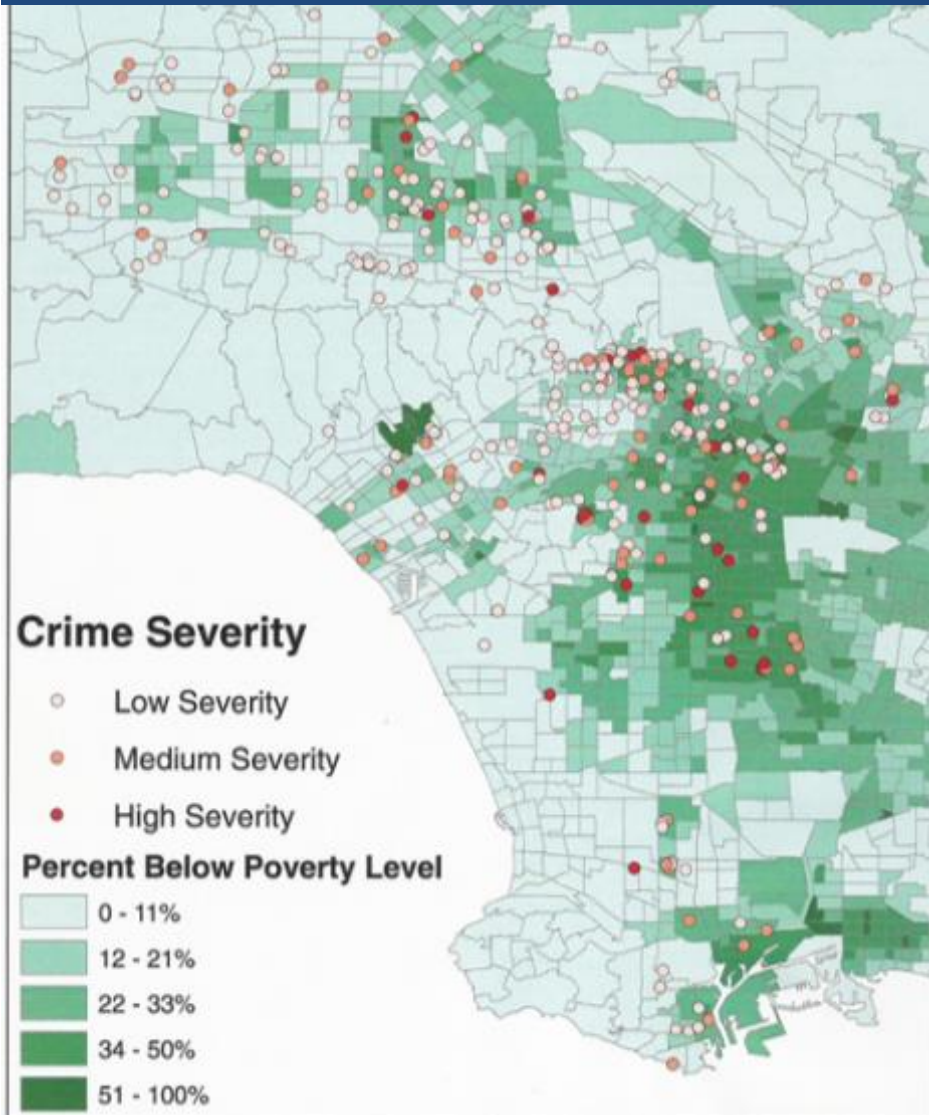 Crime Severity
Low Severity
Medium Severity
High Severity
Percent Below Poverty Level
0 - 11%
12 - 21%
22 - 33%
34 - 50%
51 - 100%